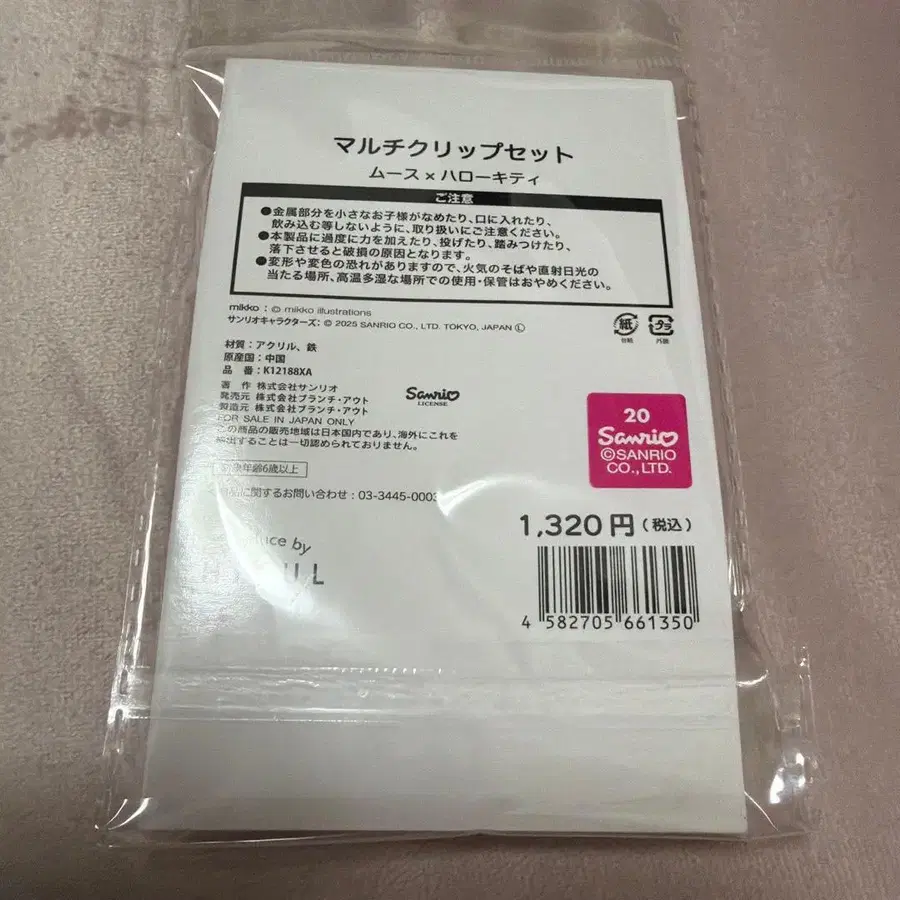 マルチクリップセット
ムース×ハローキティ
ご注意
●金属部分を小さなお子様がなめたり、口に入れたり、
飲み込む等しないように、取り扱いにご注意ください。
●本製品に過度に力を加えたり、投げたり、踏みつけたり、
落下させると破損の原因となります。
●変形や変色の恐れがありますので、火気のそばや直射日光の
当たる場所、高温多湿な場所での使用・保管はおやめください。
mikko：© mikko illustrations
サンリオキャラクターズ：© 2025 SANRIO CO., LTD. TOKYO, JAPAN Ⓛ
紙
台紙
プラ
外袋
材質：アクリル、鉄
原産国：中国
品　番：K12188XA
著　作 株式会社サンリオ
発売元 株式会社ブランチ・アウト
製造元 株式会社ブランチ・アウト
Sanrio
LICENSE
FOR SALE IN JAPAN ONLY
この商品の販売地域は日本国内であり、海外にこれを
輸出することは一切認められておりません。
対象年齢6歳以上
商品に関するお問い合わせ：03-3445-0003
20
Sanrio
©SANRIO
CO., LTD.
1,320円（税込）
by
4 582705 661350